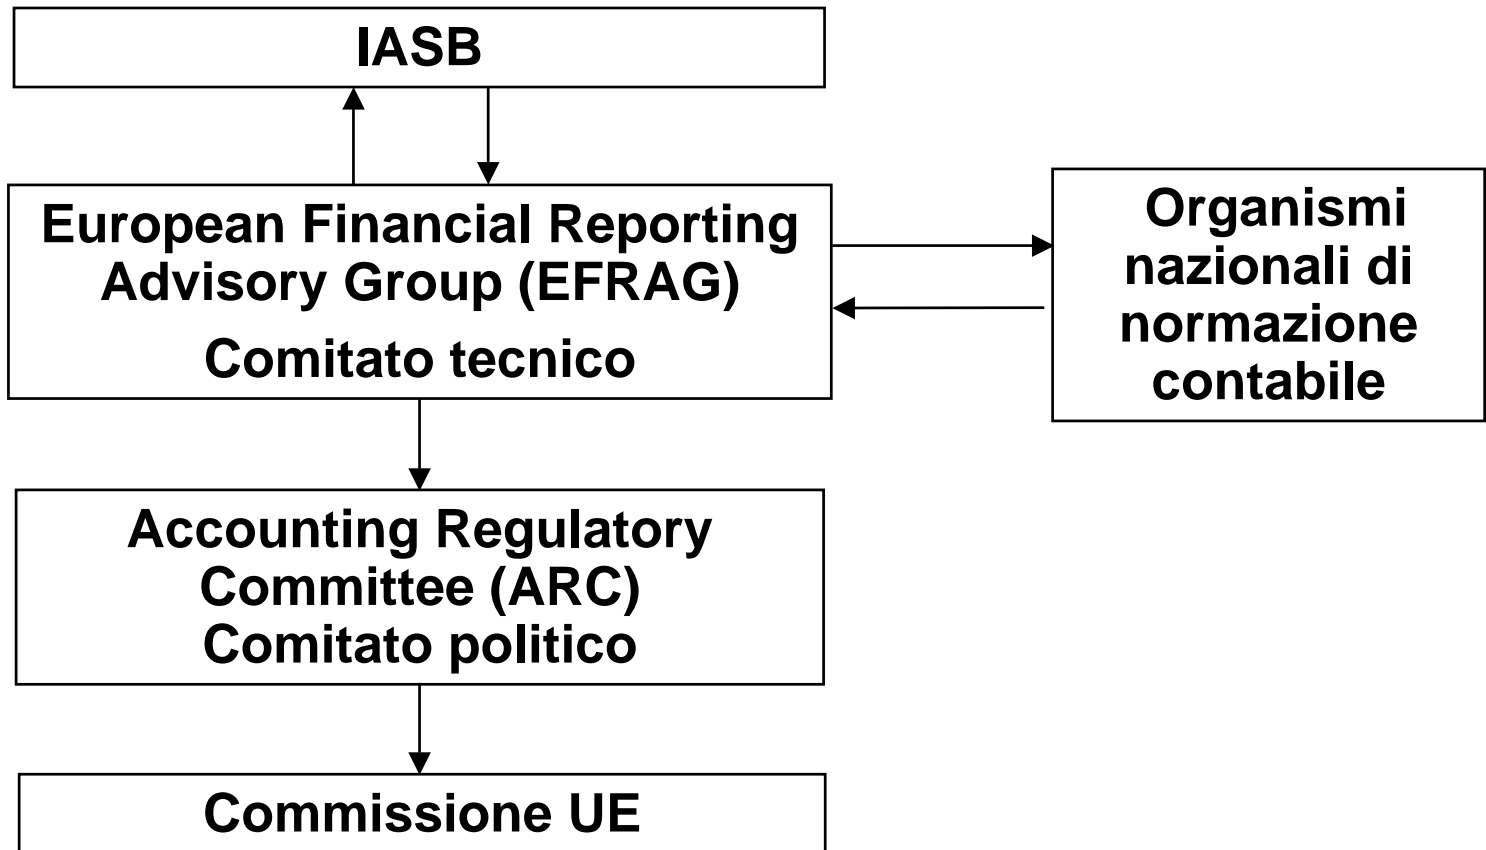 IASB
European Financial Reporting
Advisory Group (EFRAG)
Comitato tecnico
Organismi
nazionali di
normazione
contabile
Accounting Regulatory
Committee (ARC)
Comitato politico
Commissione UE